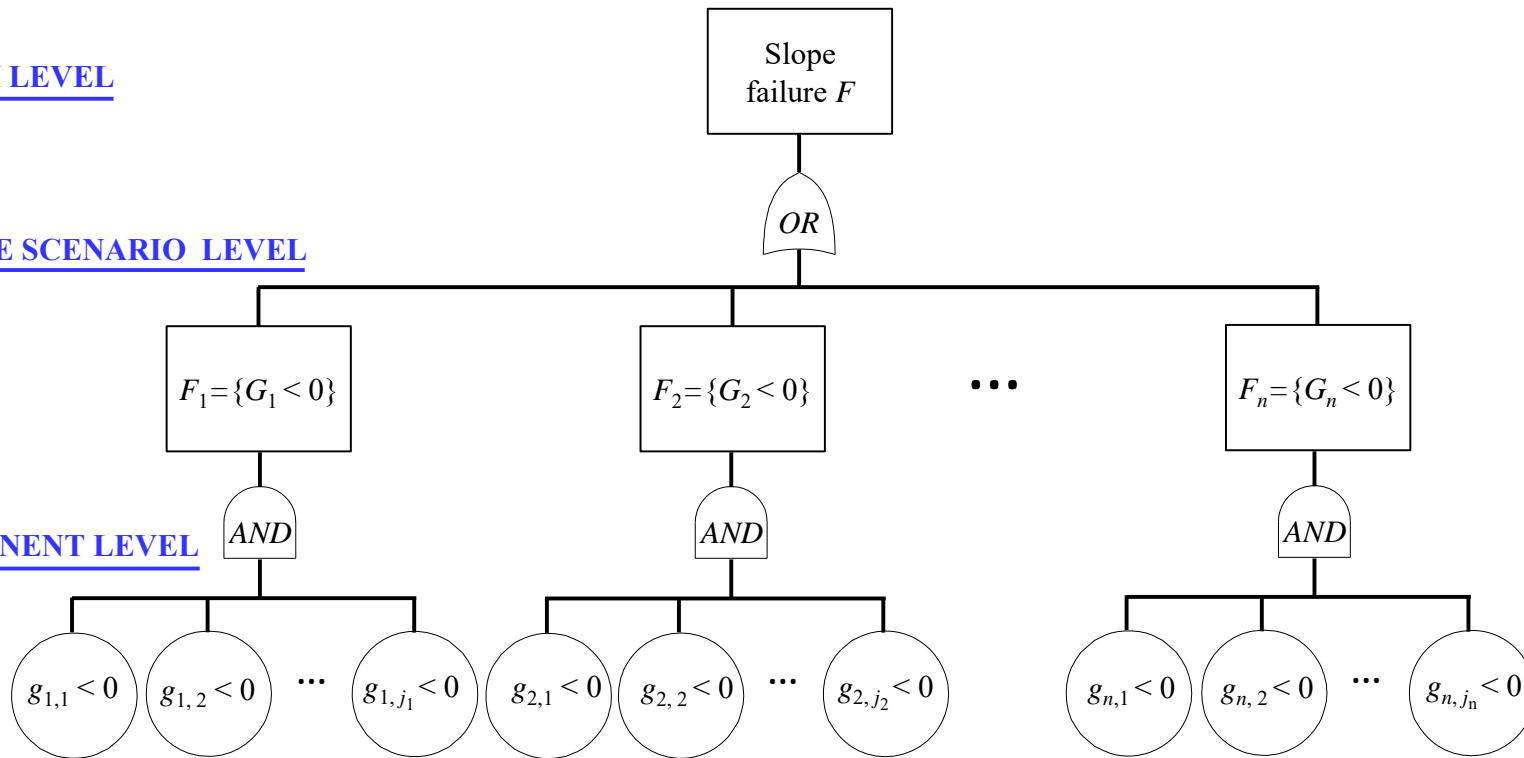 Slope
failure F
LEVEL
OR
SCENARIO LEVEL
F₁={G₁ < 0}
F₂={G₂ < 0}
...
Fₙ={Gₙ < 0}
AND
AND
AND
NENT LEVEL
g₁,₁ < 0
g₁, ₂ < 0
...
g₁, j₁ < 0
g₂,₁ < 0
g₂, ₂ < 0
...
g₂, j₂ < 0
gₙ,₁ < 0
gₙ, ₂ < 0
...
gₙ, jₙ < 0